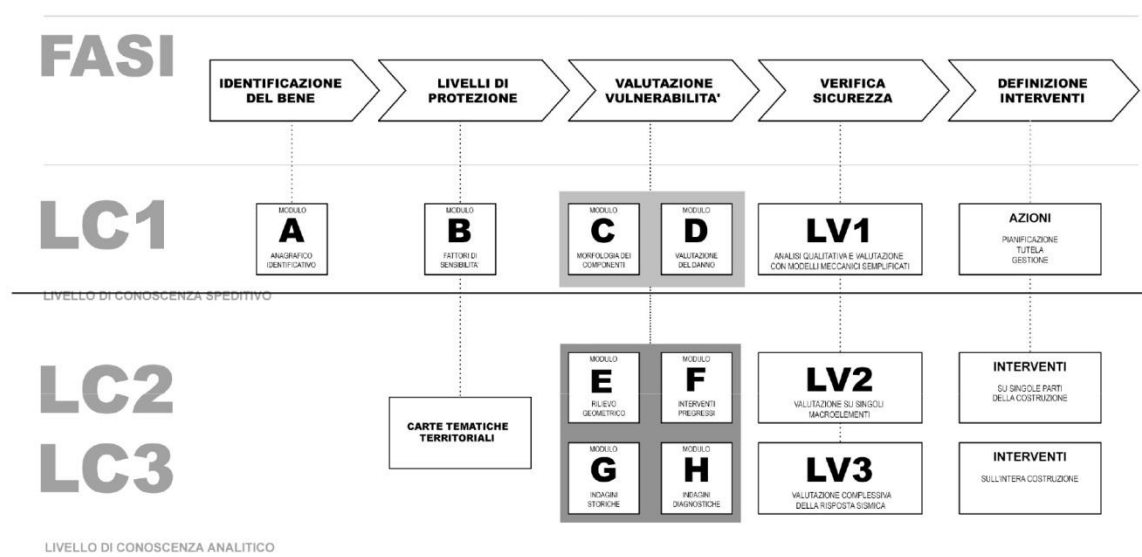 FASI
IDENTIFICAZIONE
DEL BENE
LIVELLI DI
PROTEZIONE
VALUTAZIONE
VULNERABILITA'
VERIFICA
SICUREZZA
DEFINIZIONE
INTERVENTI
LC1
MODULO
A
ANAGRAFICO
IDENTIFICATIVO
MODULO
B
FATTORI DI
SENSIBILITA'
MODULO
C
MORFOLOGIA DEI
COMPONENTI
MODULO
D
VALUTAZIONE
DEL DANNO
LV1
ANALISI QUALITATIVA E VALUTAZIONE
CON MODELLI MECCANICI SEMPLIFICATI
AZIONI
PIANIFICAZIONE
TUTELA
GESTIONE
LIVELLO DI CONOSCENZA SPEDITIVO
LC2
LC3
CARTE TEMATICHE
TERRITORIALI
MODULO
E
RILIEVO
GEOMETRICO
MODULO
F
INTERVENTI
PREGRESSI
LV2
VALUTAZIONE SU SINGOLI
MACROELEMENTI
INTERVENTI
SU SINGOLE PARTI
DELLA COSTRUZIONE
MODULO
G
INDAGINI
STORICHE
MODULO
H
INDAGINI
DIAGNOSTICHE
LV3
VALUTAZIONE COMPLESSIVA
DELLA RISPOSTA SISMICA
INTERVENTI
SULL'INTERA COSTRUZIONE
LIVELLO DI CONOSCENZA ANALITICO